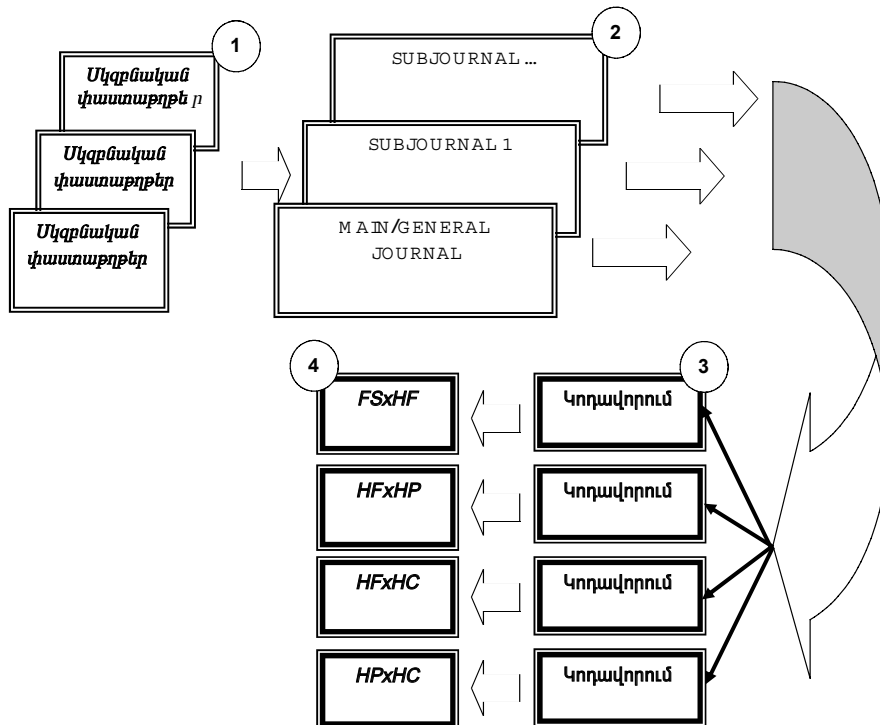 1
Սկզբնական
փաստաթղթե ր
Սկզբնական
փաստաթղթեր
Սկզբնական
փաստաթղթեր
2
SUBJOURNAL …
SUBJOURNAL 1
MAIN/GENERAL
JOURNAL
4
3
FSxHF
Կոդավորում
HFxHP
Կոդավորում
HFxHC
Կոդավորում
HPxHC
Կոդավորում